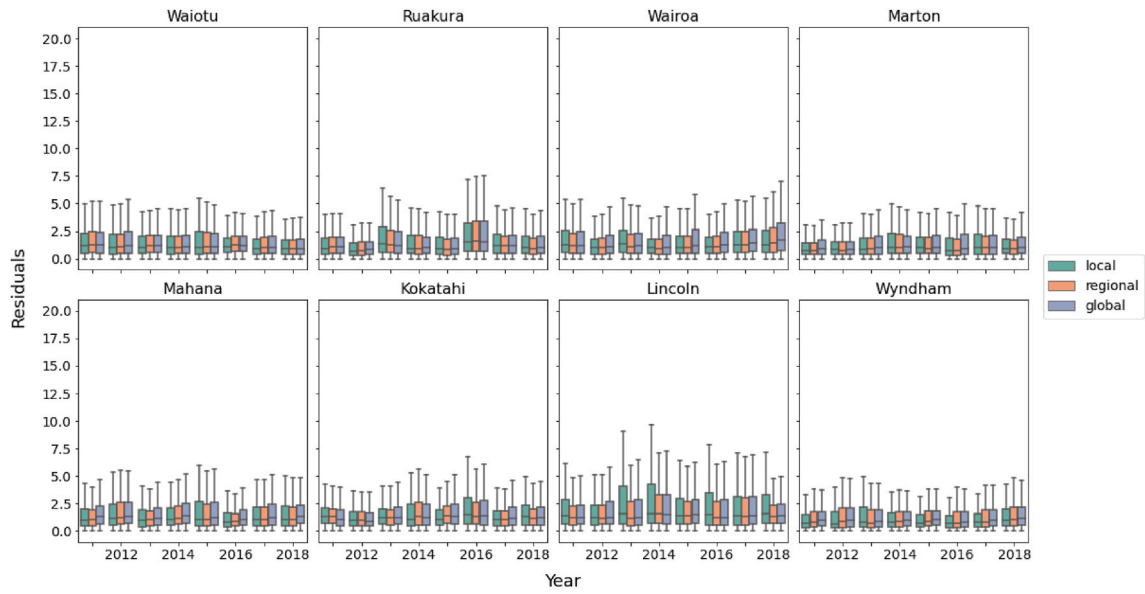 Waiotu Ruakura Wairoa Marton
20.0
17.5
15.0
12.5
10.0
7.5
5.0
2.5
0.0
Mahana Kokatahi Lincoln Wyndham
20.0
17.5
15.0
12.5
10.0
7.5
5.0
2.5
0.0
Residuals
2012 2014 2016 2018 2012 2014 2016 2018 2012 2014 2016 2018 2012 2014 2016 2018
Year
local
regional
global